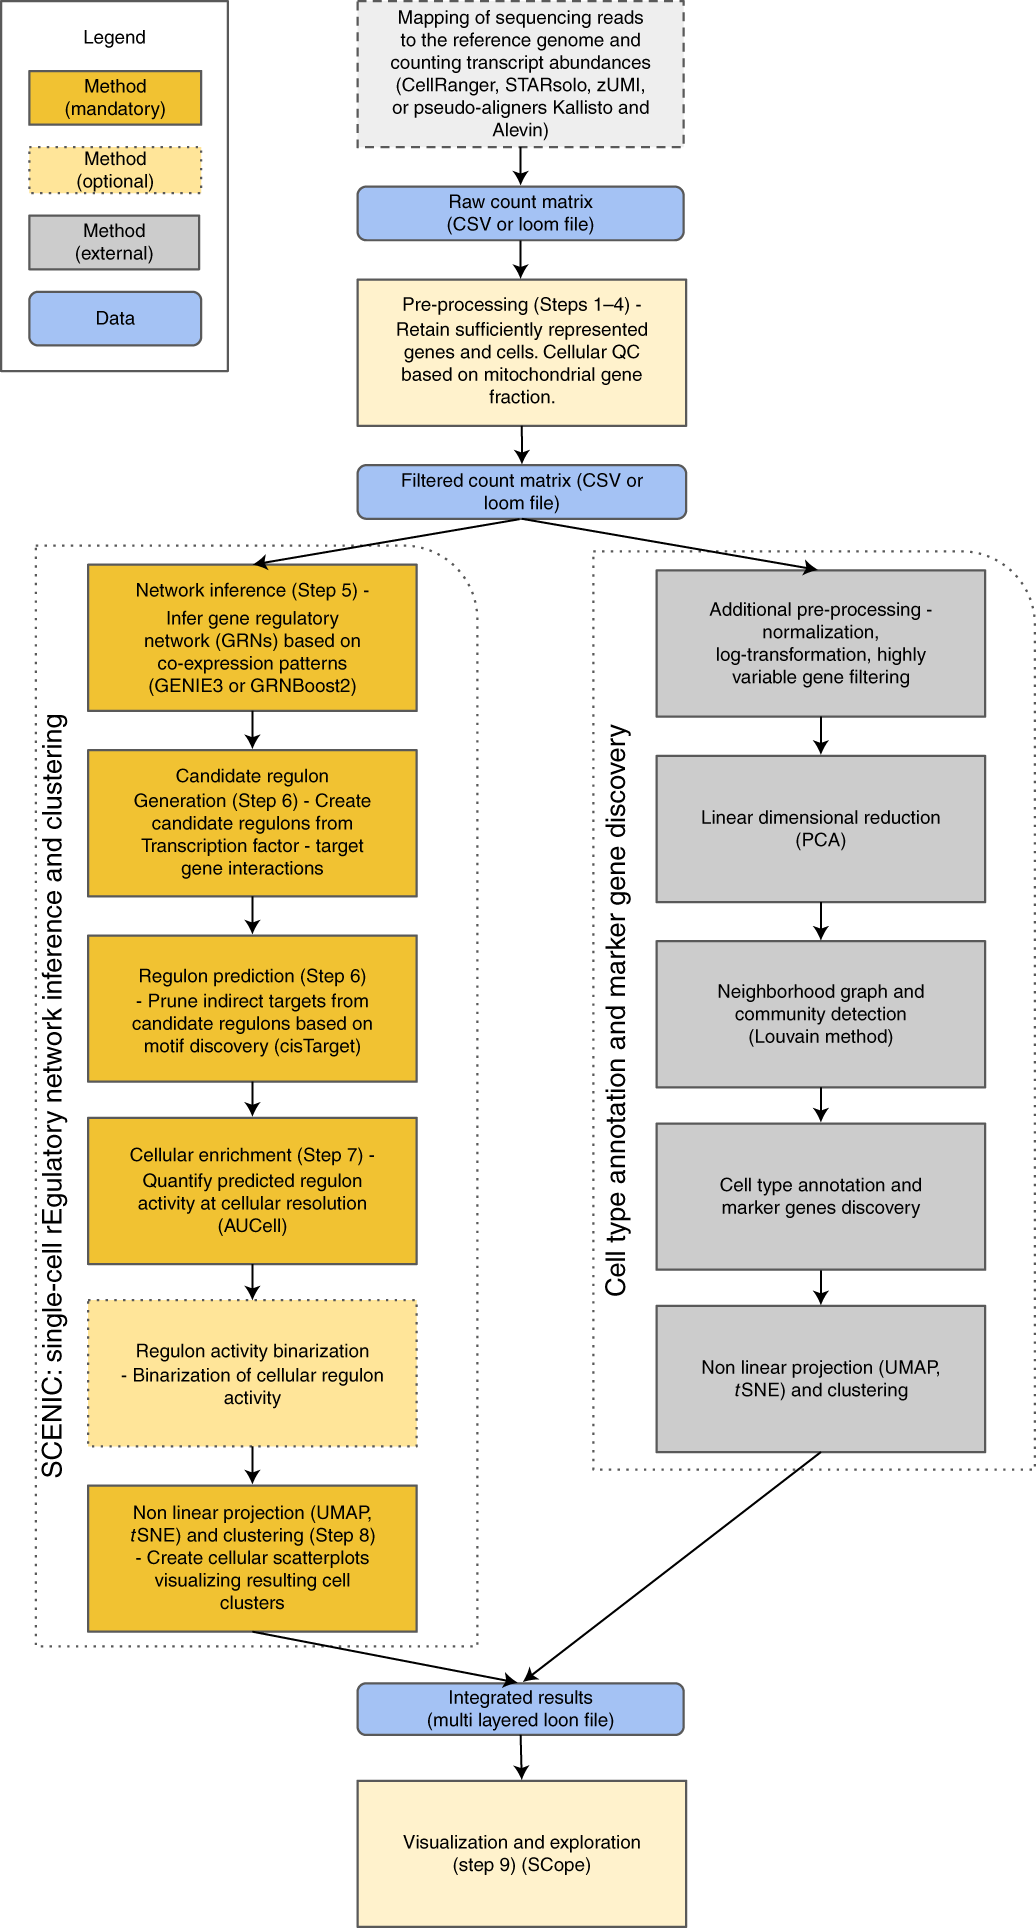 Legend
Method
(mandatory)
Method
(optional)
Method
(external)
Data
Mapping of sequencing reads
to the reference genome and
counting transcript abundances
(CellRanger, STARsolo, zUMI,
or pseudo-aligners Kallisto and
Alevin)
Raw count matrix
(CSV or loom file)
Pre-processing (Steps 1–4) -
Retain sufficiently represented
genes and cells. Cellular QC
based on mitochondrial gene
fraction.
Filtered count matrix (CSV or
loom file)
SCENIC: single-cell rEgulatory network inference and clustering
Network inference (Step 5) -
Infer gene regulatory
network (GRNs) based on
co-expression patterns
(GENIE3 or GRNBoost2)
Candidate regulon
Generation (Step 6) - Create
candidate regulons from
Transcription factor - target
gene interactions
Regulon prediction (Step 6)
- Prune indirect targets from
candidate regulons based on
motif discovery (cisTarget)
Cellular enrichment (Step 7) -
Quantify predicted regulon
activity at cellular resolution
(AUCell)
Regulon activity binarization
- Binarization of cellular regulon
activity
Non linear projection (UMAP,
tSNE) and clustering (Step 8)
- Create cellular scatterplots
visualizing resulting cell
clusters
Cell type annotation and marker gene discovery
Additional pre-processing -
normalization,
log-transformation, highly
variable gene filtering
Linear dimensional reduction
(PCA)
Neighborhood graph and
community detection
(Louvain method)
Cell type annotation and
marker genes discovery
Non linear projection (UMAP,
tSNE) and clustering
Integrated results
(multi layered loon file)
Visualization and exploration
(step 9) (SCope)